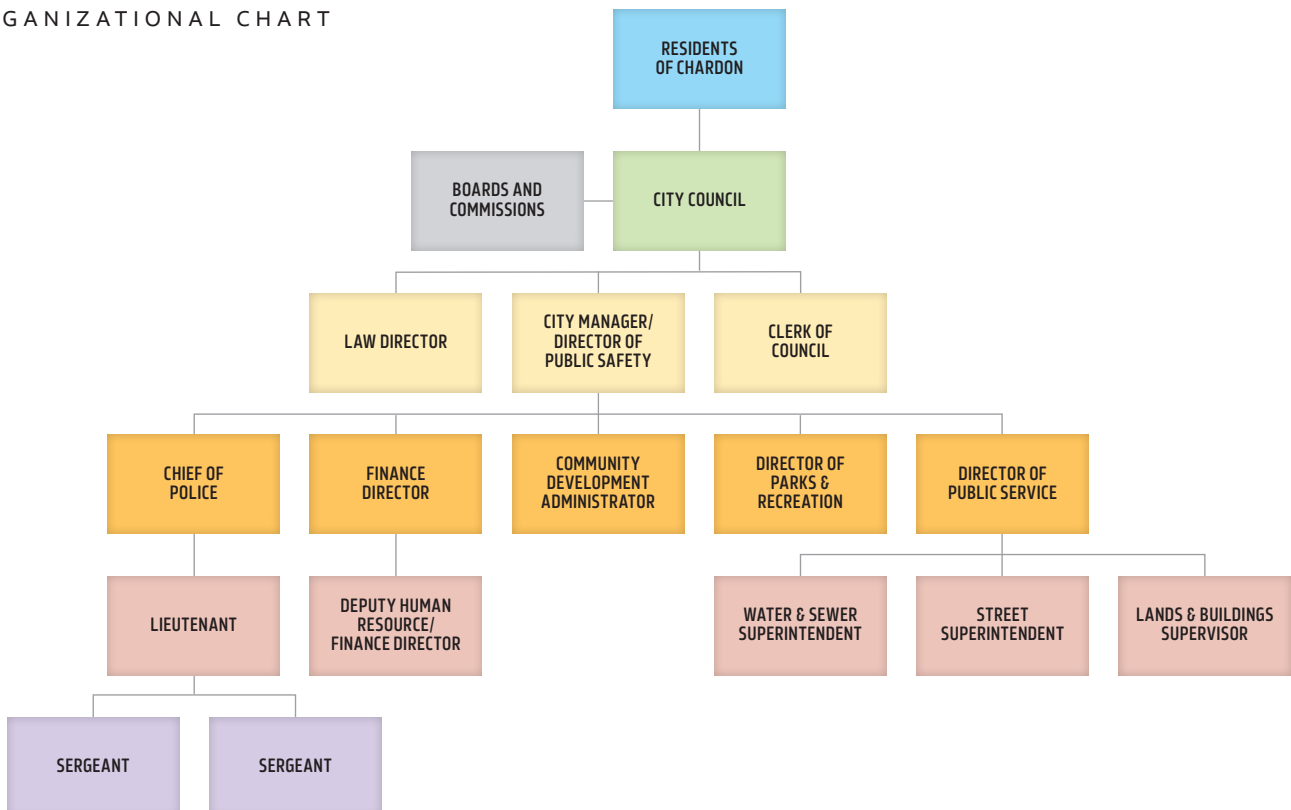 GANIZATIONAL CHART
RESIDENTS
OF CHARDON
BOARDS AND
COMMISSIONS
CITY COUNCIL
LAW DIRECTOR
CITY MANAGER/
DIRECTOR OF
PUBLIC SAFETY
CLERK OF
COUNCIL
CHIEF OF
POLICE
FINANCE
DIRECTOR
COMMUNITY
DEVELOPMENT
ADMINISTRATOR
DIRECTOR OF
PARKS &
RECREATION
DIRECTOR OF
PUBLIC SERVICE
LIEUTENANT
DEPUTY HUMAN
RESOURCE/
FINANCE DIRECTOR
WATER & SEWER
SUPERINTENDENT
STREET
SUPERINTENDENT
LANDS & BUILDINGS
SUPERVISOR
SERGEANT
SERGEANT